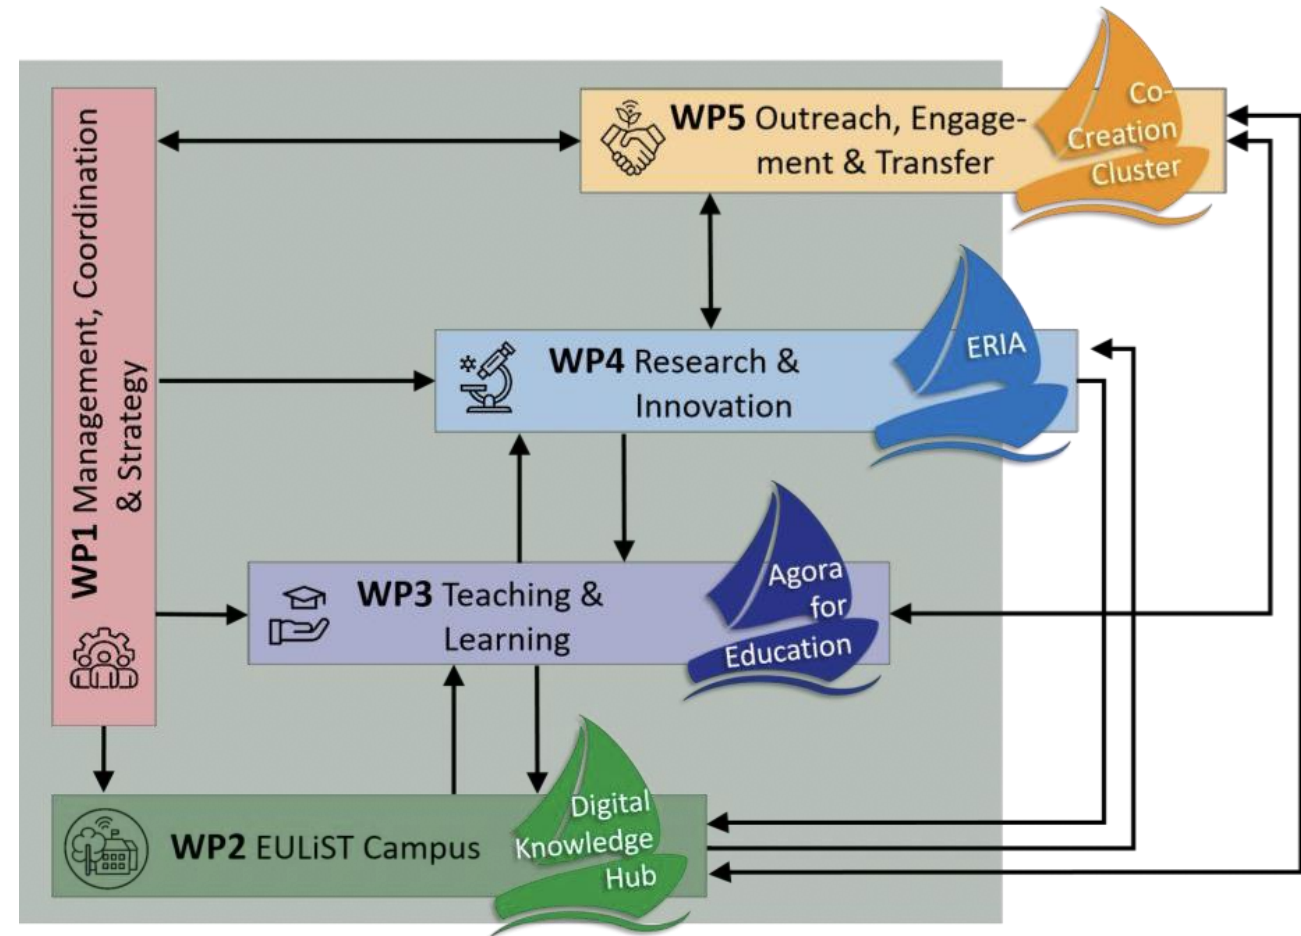 WP1 Management, Coordination
& Strategy
WP5 Outreach, Engage-
ment & Transfer
Co-
Creation
Cluster
WP4 Research &
Innovation
ERIA
WP3 Teaching &
Learning
Agora
for
Education
WP2 EULiST Campus
Digital
Knowledge
Hub